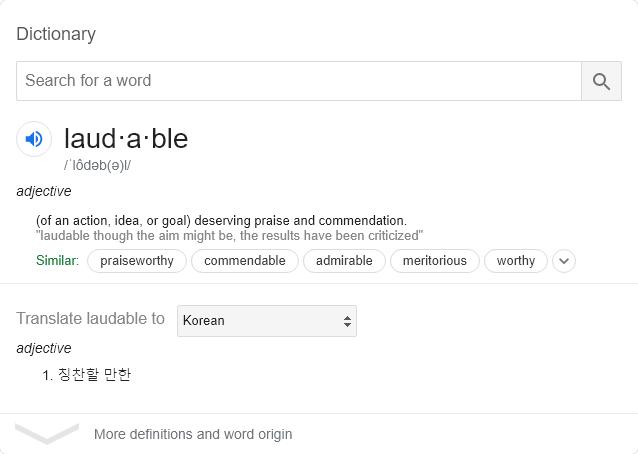 Dictionary
Search for a word
laud·a·ble
/ˈlôdəb(ə)l/
adjective
(of an action, idea, or goal) deserving praise and commendation.
"laudable though the aim might be, the results have been criticized"
Similar: praiseworthy commendable admirable meritorious worthy
Translate laudable to Korean
adjective
1. 칭찬할 만한
More definitions and word origin